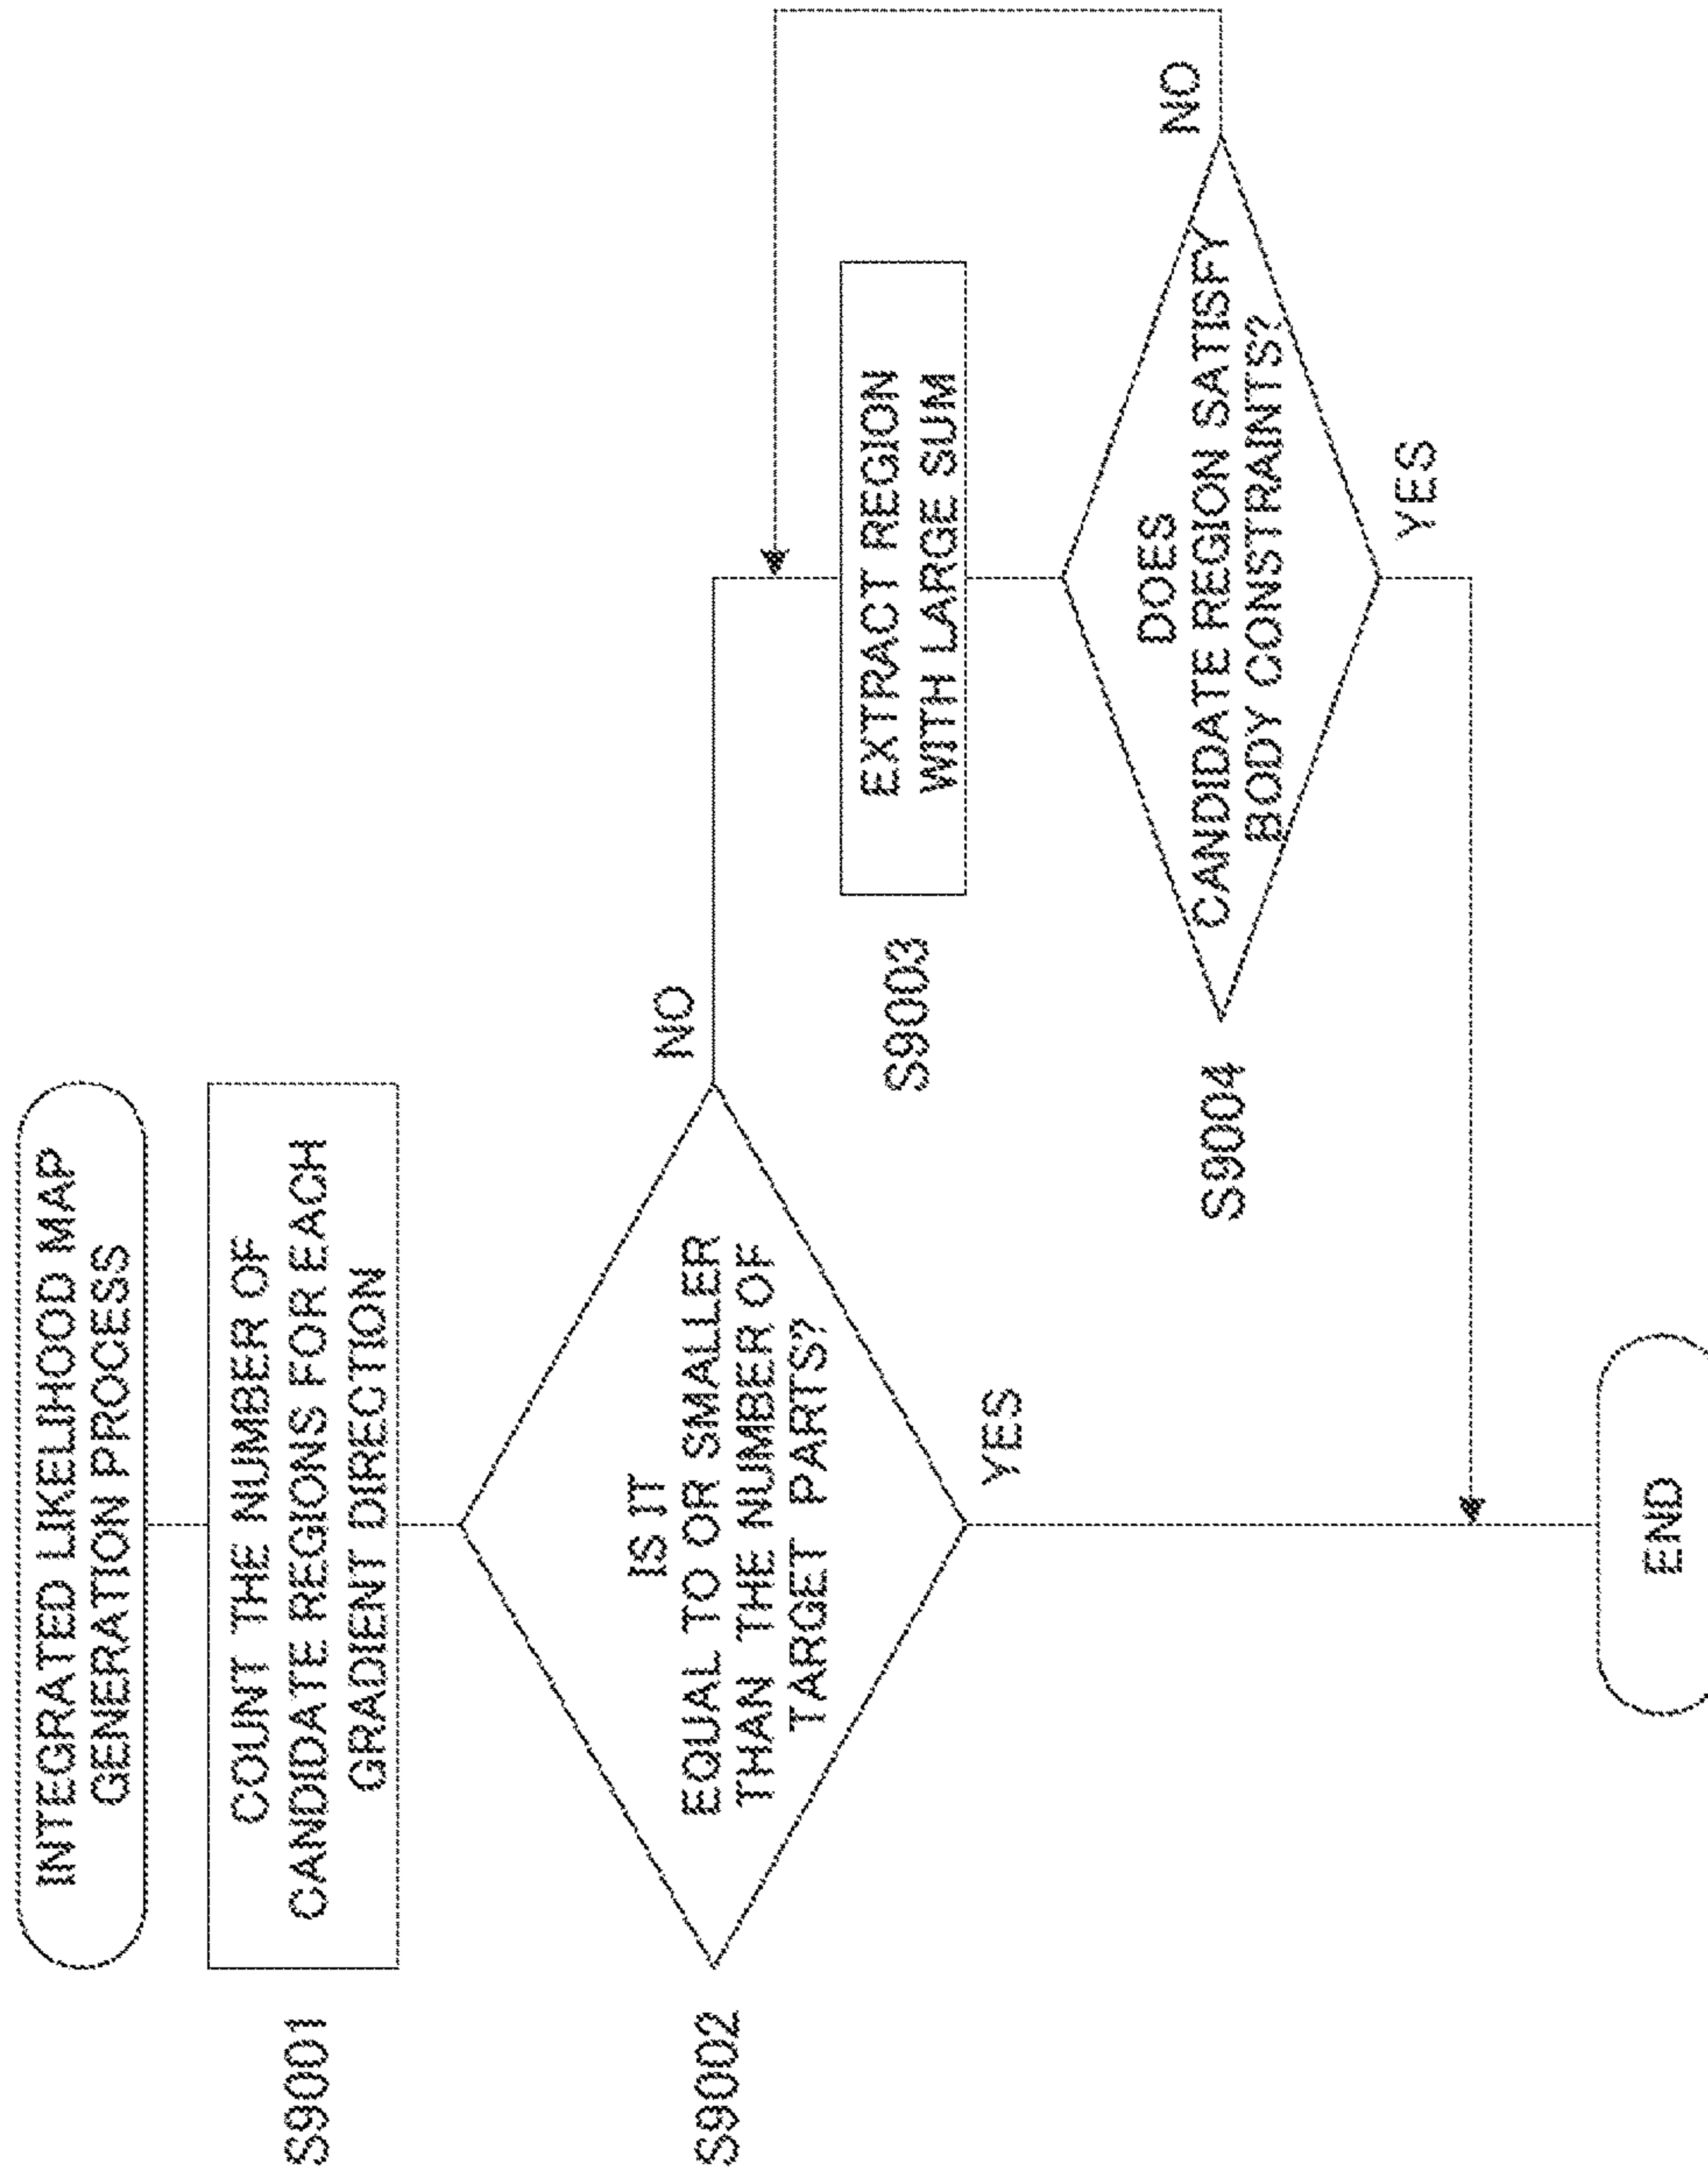 INTEGRATED LIKELIHOOD MAP
GENERATION PROCESS
S9001
COUNT THE NUMBER OF
CANDIDATE REGIONS FOR EACH
GRADIENT DIRECTION
S9002
IS IT
EQUAL TO OR SMALLER
THAN THE NUMBER OF
TARGET PARTS?
NO
YES
S9003
EXTRACT REGION
WITH LARGE SUM
S9004
DOES
CANDIDATE REGION SATISFY
BODY CONSTRAINTS?
NO
YES
END